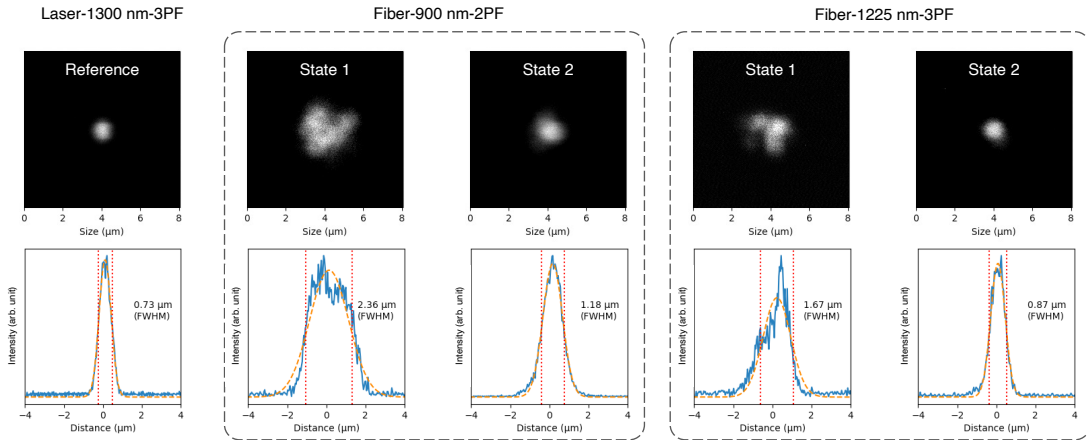 Laser-1300 nm-3PF
Fiber-900 nm-2PF
Fiber-1225 nm-3PF
Reference
State 1
State 2
State 1
State 2
0 2 4 6 8
0 2 4 6 8
0 2 4 6 8
0 2 4 6 8
0 2 4 6 8
Size (μm)
Size (μm)
Size (μm)
Size (μm)
Size (μm)
Intensity (arb. unit)
0.73 μm
(FWHM)
Intensity (arb. unit)
2.36 μm
(FWHM)
Intensity (arb. unit)
1.18 μm
(FWHM)
Intensity (arb. unit)
1.67 μm
(FWHM)
Intensity (arb. unit)
0.87 μm
(FWHM)
−4 −2 0 2 4
−4 −2 0 2 4
−4 −2 0 2 4
−4 −2 0 2 4
−4 −2 0 2 4
Distance (μm)
Distance (μm)
Distance (μm)
Distance (μm)
Distance (μm)